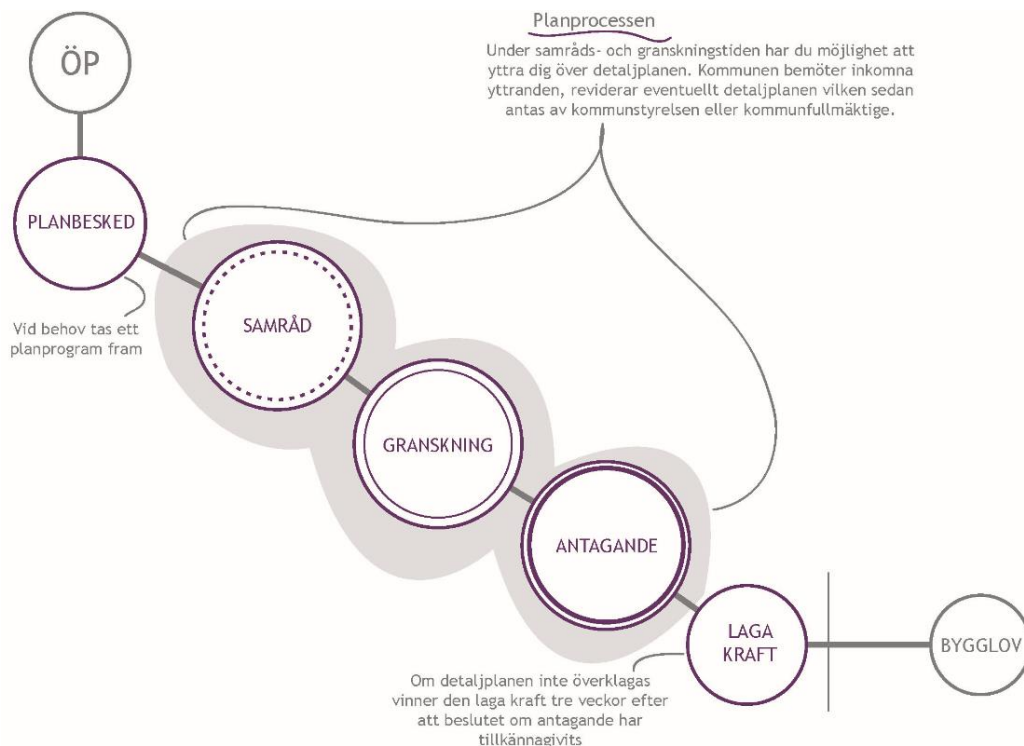 Planprocessen
Under samråds- och granskningstiden har du möjlighet att
yttra dig över detaljplanen. Kommunen bemöter inkomna
yttranden, reviderar eventuellt detaljplanen vilken sedan
antas av kommunstyrelsen eller kommunfullmäktige.
ÖP
PLANBESKED
Vid behov tas ett
planprogram fram
SAMRÅD
GRANSKNING
ANTAGANDE
LAGA
KRAFT
BYGGLOV
Om detaljplanen inte överklagas
vinner den laga kraft tre veckor efter
att beslutet om antagande har
tillkännagivits